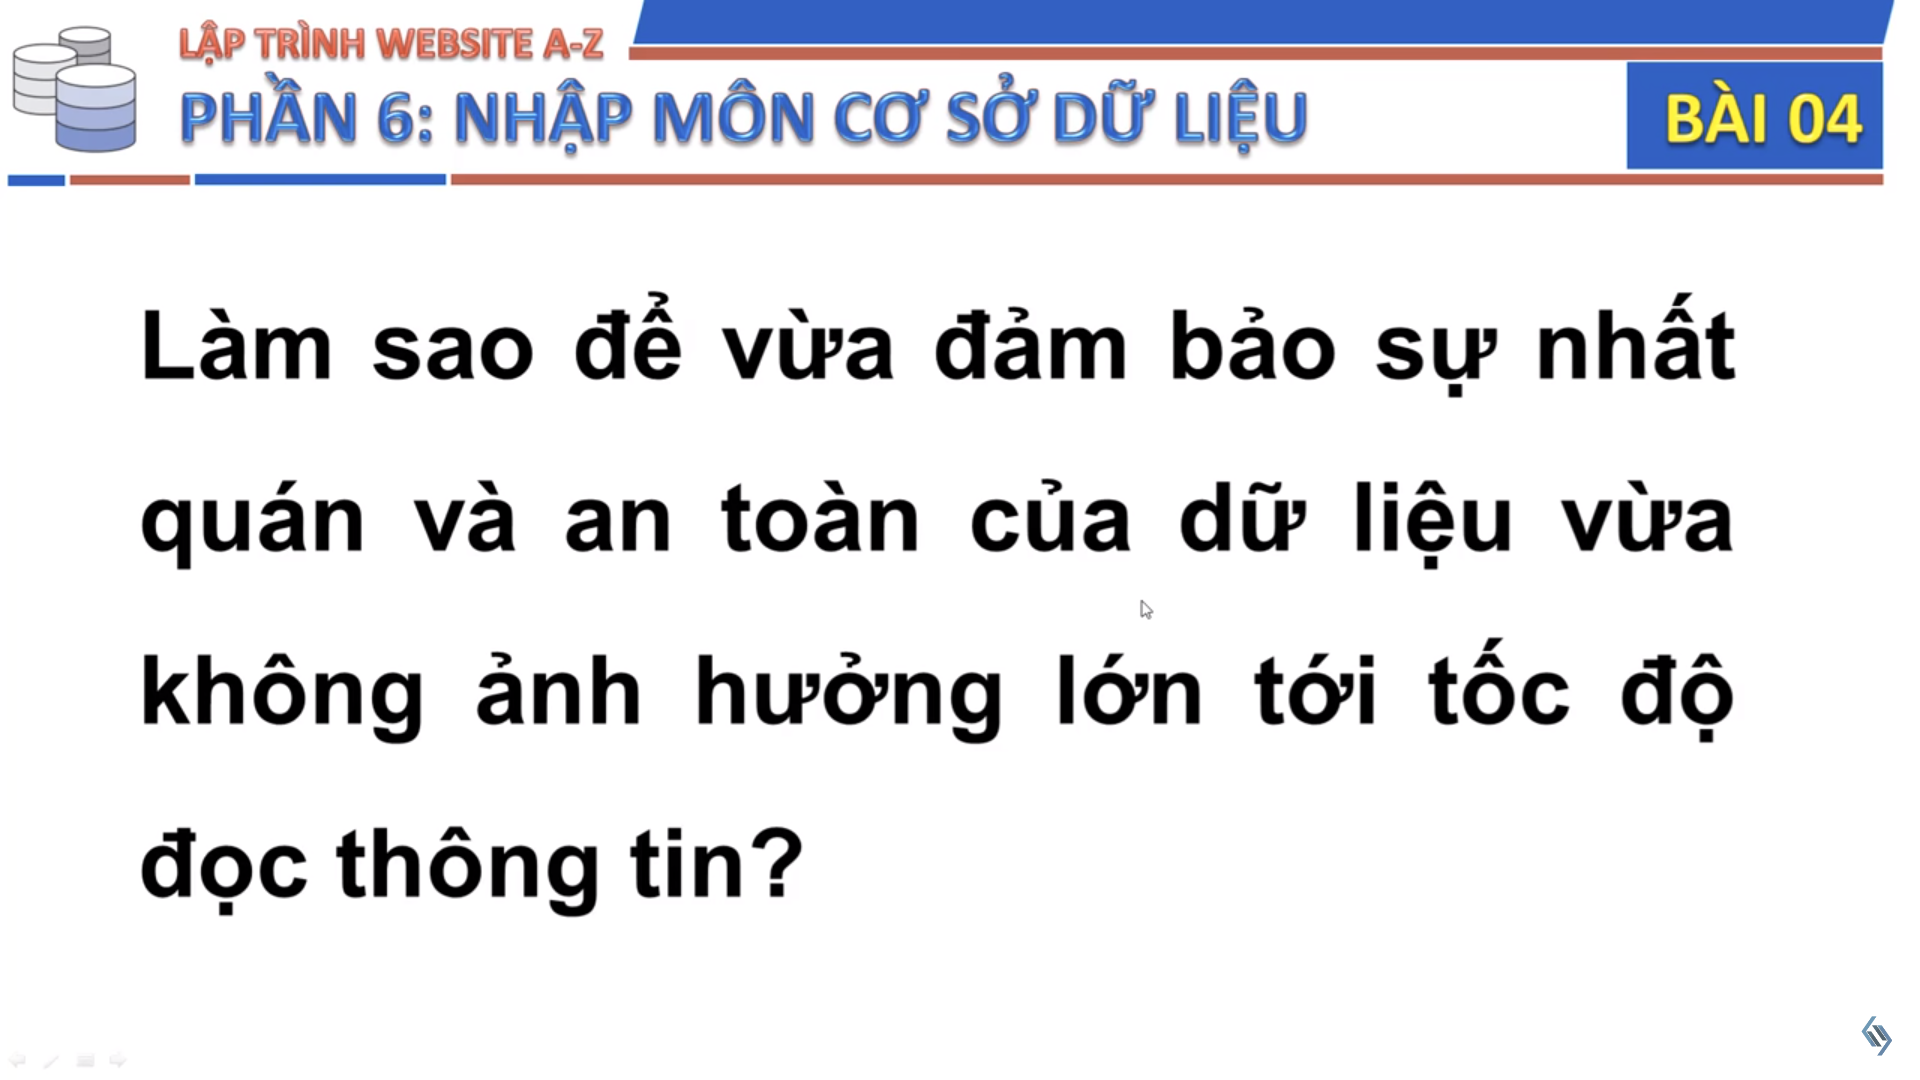 LẬP TRÌNH WEBSITE A-Z
PHẦN 6: NHẬP MÔN CƠ SỞ DỮ LIỆU
BÀI 04
Làm sao để vừa đảm bảo sự nhất
quán và an toàn của dữ liệu vừa
không ảnh hưởng lớn tới tốc độ
đọc thông tin?